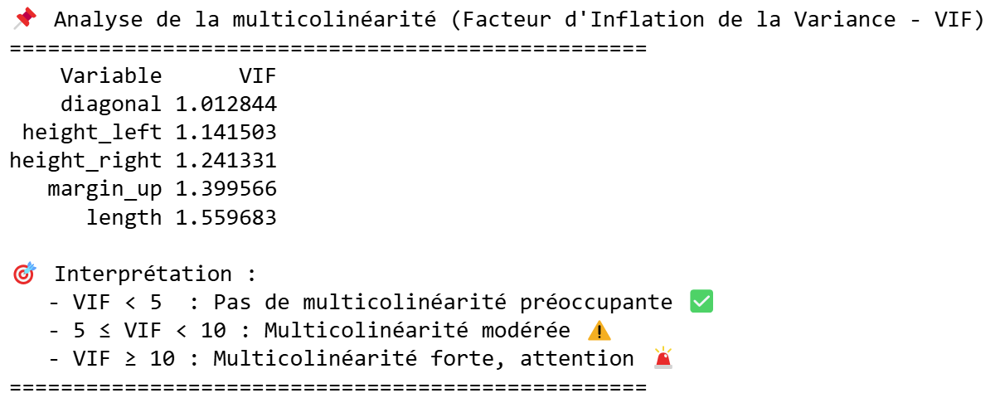 📌 Analyse de la multicolinéarité (Facteur d'Inflation de la Variance - VIF)
==================================================
    Variable      VIF
    diagonal 1.012844
 height_left 1.141503
height_right 1.241331
   margin_up 1.399566
      length 1.559683

🎯 Interprétation :
   - VIF < 5  : Pas de multicolinéarité préoccupante ✅
   - 5 ≤ VIF < 10 : Multicolinéarité modérée ⚠️
   - VIF ≥ 10 : Multicolinéarité forte, attention 🚨
==================================================